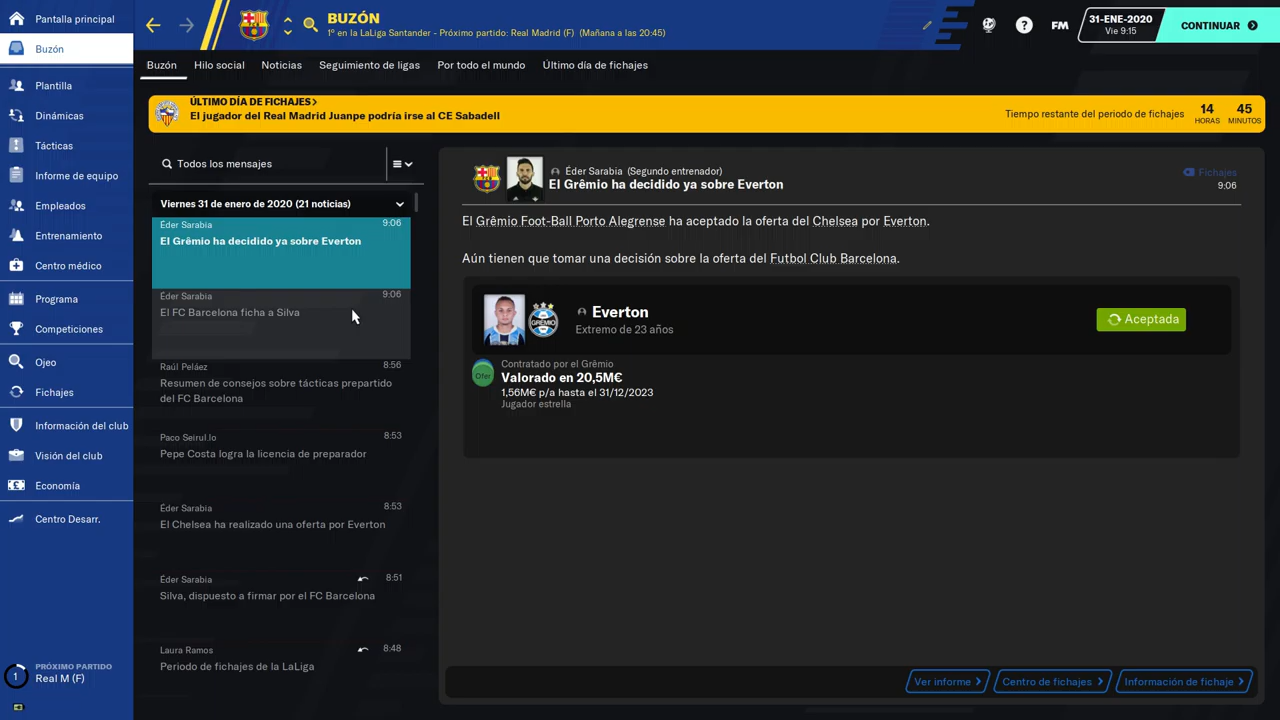 Pantalla principal
Buzón
Plantilla
Dinámicas
Tácticas
Informe de equipo
Empleados
Entrenamiento
Centro médico
Programa
Competiciones
Ojeo
Fichajes
Información del club
Visión del club
Economía
Centro Desarr.
1
PRÓXIMO PARTIDO
Real M (F)
BUZÓN
1º en la LaLiga Santander - Próximo partido: Real Madrid (F) (Mañana a las 20:45)
FM
31-ENE-2020
Vie 9:15
CONTINUAR
Buzón
Hilo social
Noticias
Seguimiento de ligas
Por todo el mundo
Último día de fichajes
ÚLTIMO DÍA DE FICHAJES>
El jugador del Real Madrid Juanpe podría irse al CE Sabadell
Tiempo restante del periodo de fichajes
14
HORAS
45
MINUTOS
Todos los mensajes
Viernes 31 de enero de 2020 (21 noticias)
Éder Sarabia 9:06
El Grêmio ha decidido ya sobre Everton
Éder Sarabia 9:06
El FC Barcelona ficha a Silva
Raúl Peláez 8:56
Resumen de consejos sobre tácticas prepartido
del FC Barcelona
Paco Seirul.lo 8:53
Pepe Costa logra la licencia de preparador
Éder Sarabia 8:53
El Chelsea ha realizado una oferta por Everton
Éder Sarabia 8:51
Silva, dispuesto a firmar por el FC Barcelona
Laura Ramos 8:48
Periodo de fichajes de la LaLiga
Éder Sarabia (Segundo entrenador)
El Grêmio ha decidido ya sobre Everton
Fichajes
9:06
El Grêmio Foot-Ball Porto Alegrense ha aceptado la oferta del Chelsea por Everton.
Aún tienen que tomar una decisión sobre la oferta del Futbol Club Barcelona.
Everton
Extremo de 23 años
Aceptada
Ofer
Contratado por el Grêmio
Valorado en 20,5M€
1,56M€ p/a hasta el 31/12/2023
Jugador estrella
Ver informe >
Centro de fichajes >
Información de fichaje >